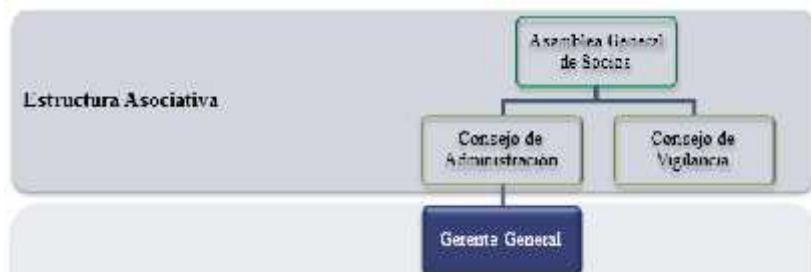 Asamblea General
de Socios
Estructura Asociativa
Consejo de
Administración
Consejo de
Vigilancia
Gerente General